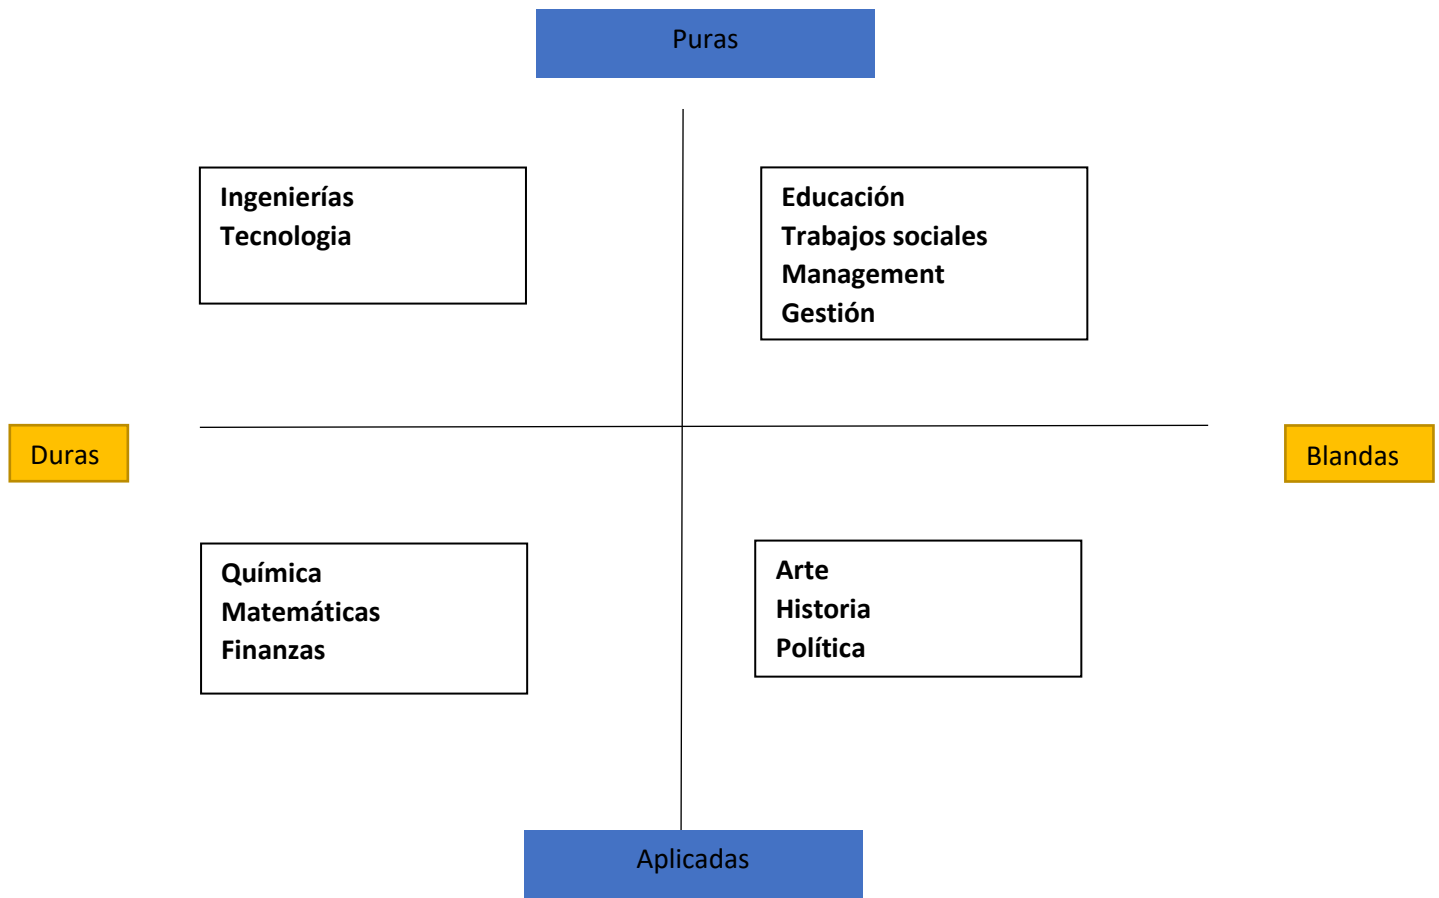 Puras
Ingenierías
Tecnologia
Educación
Trabajos sociales
Management
Gestión
Duras
Blandas
Química
Matemáticas
Finanzas
Arte
Historia
Política
Aplicadas